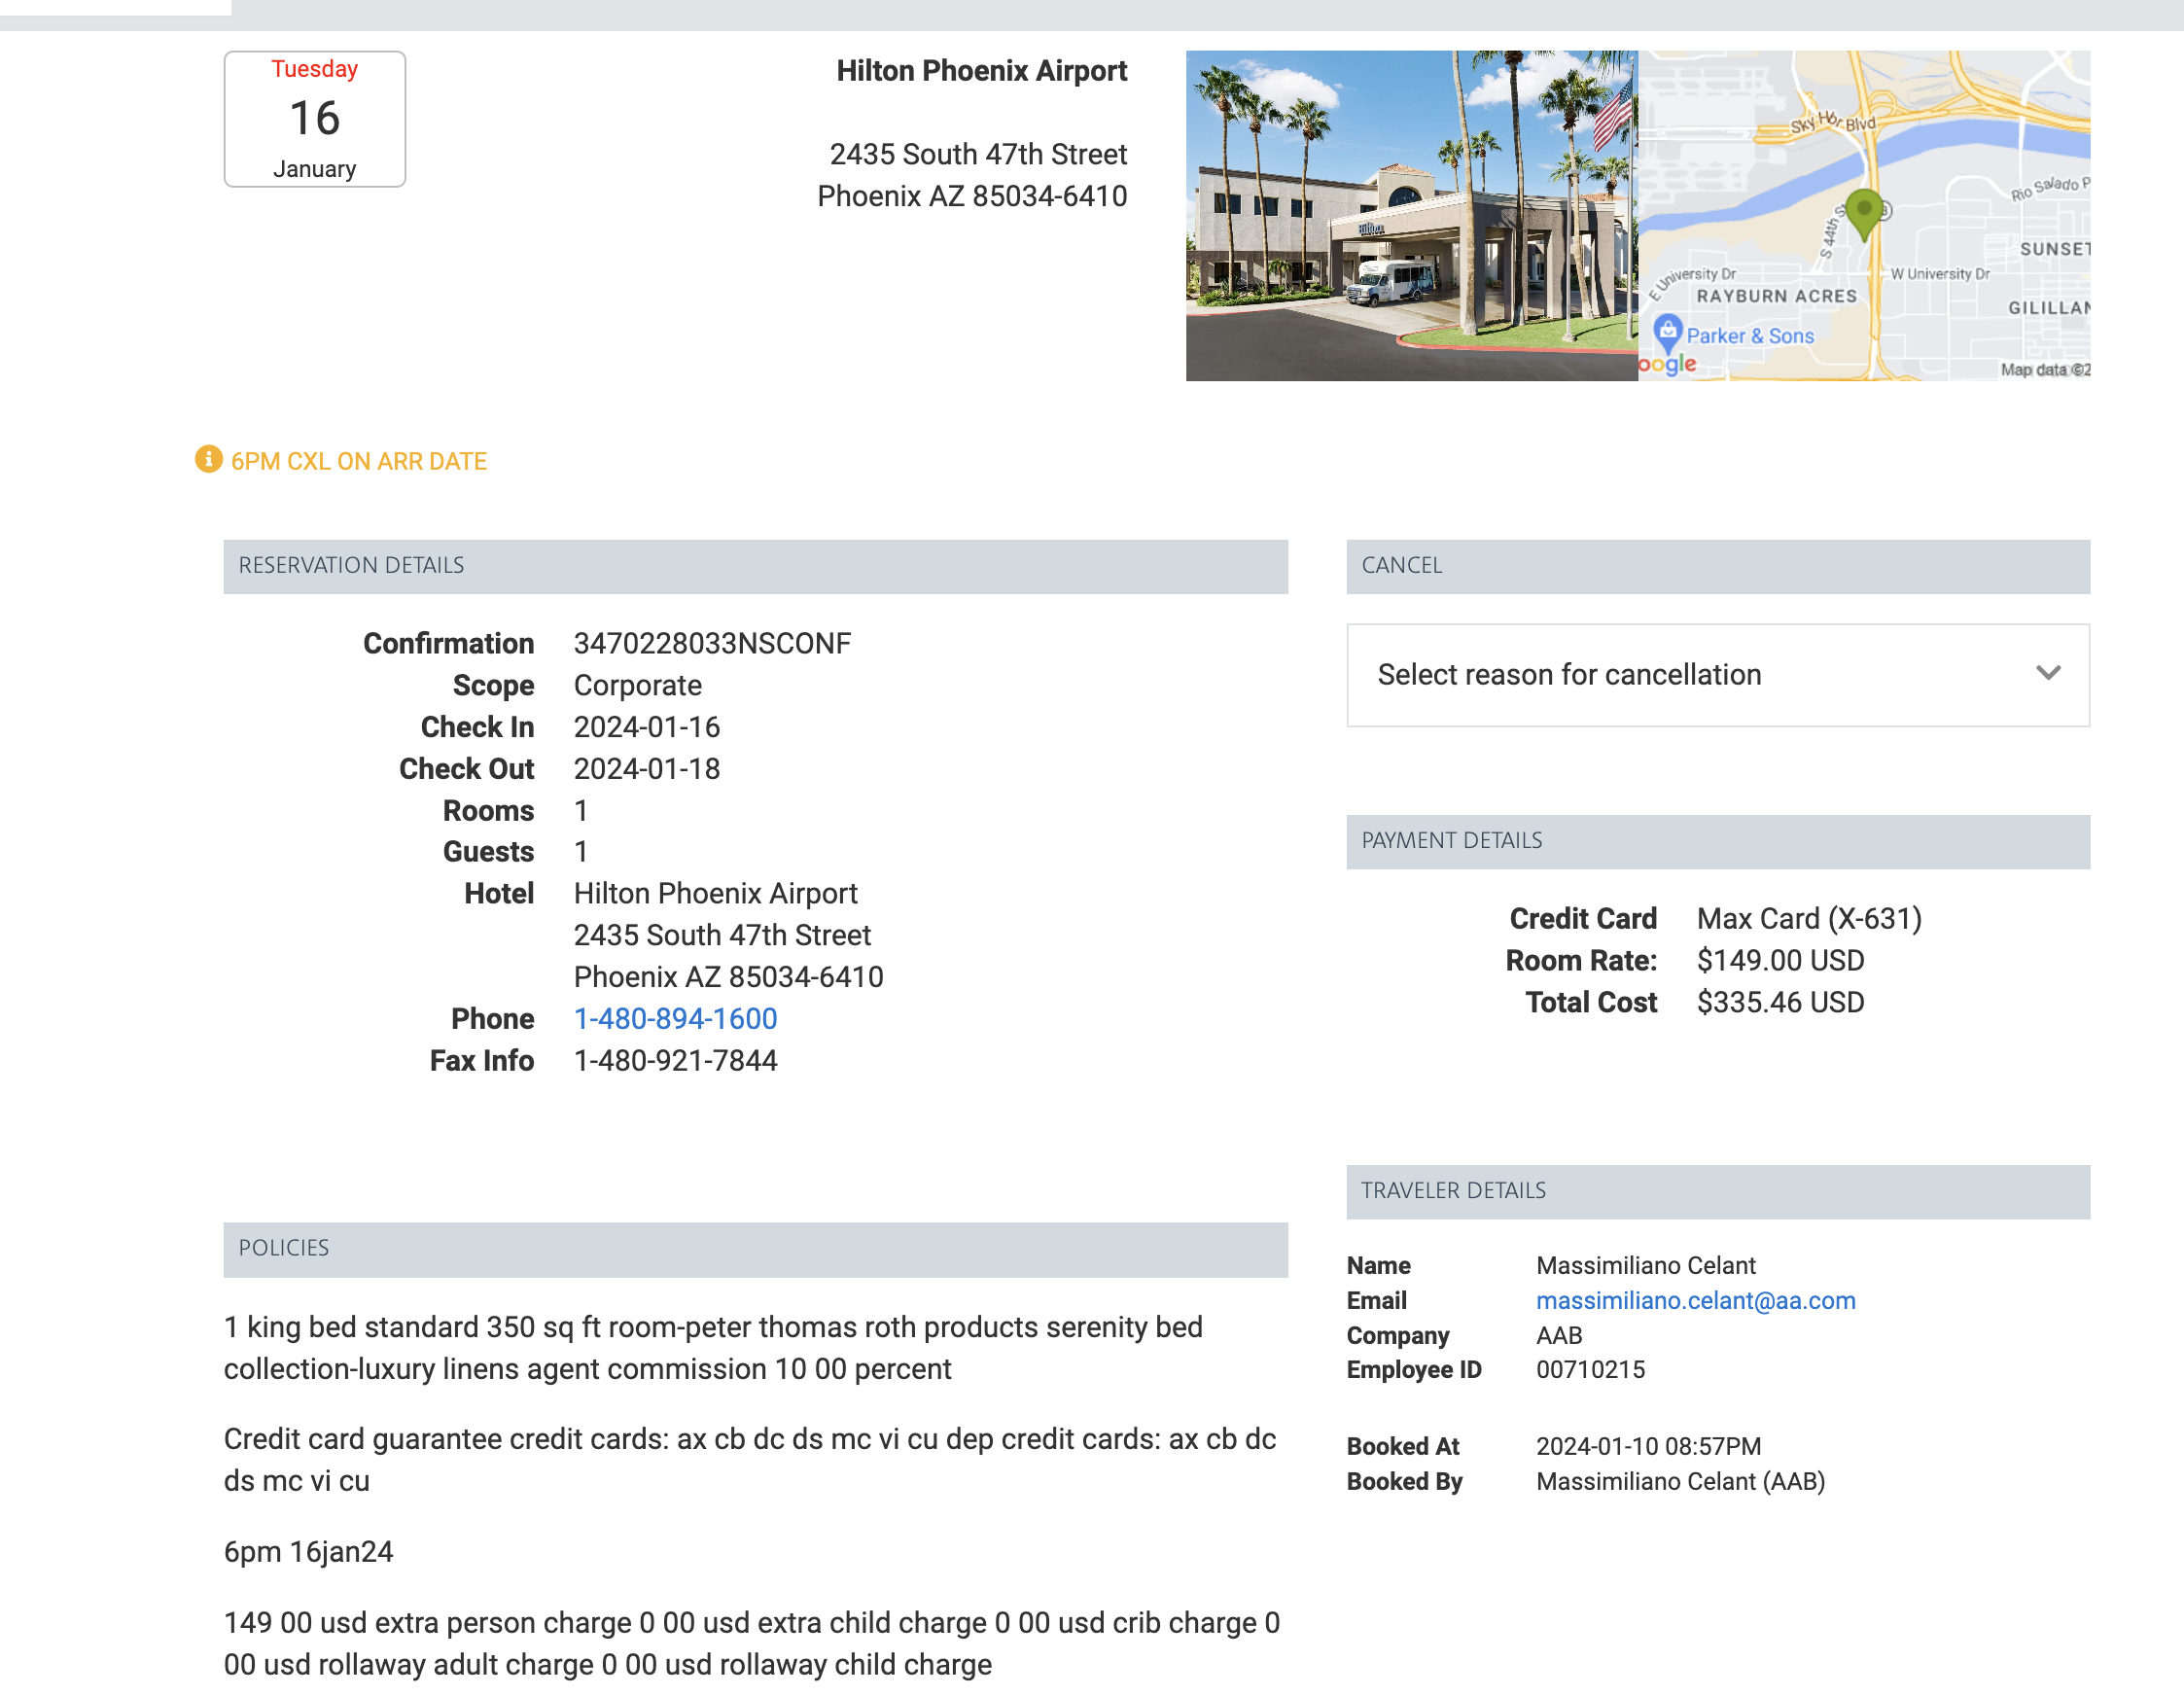 Tuesday
16
January
Hilton Phoenix Airport
2435 South 47th Street
Phoenix AZ 85034-6410
Hilton
Sky Hbr Blvd
Rio Salado P
S 44th S
SUNSET
E University Dr
W University Dr
RAYBURN ACRES
GILILLAN
Parker & Sons
oogle
Map data ©2
6PM CXL ON ARR DATE
RESERVATION DETAILS
Confirmation 3470228033NSCONF
Scope Corporate
Check In 2024-01-16
Check Out 2024-01-18
Rooms 1
Guests 1
Hotel Hilton Phoenix Airport
2435 South 47th Street
Phoenix AZ 85034-6410
Phone 1-480-894-1600
Fax Info 1-480-921-7844
CANCEL
Select reason for cancellation
PAYMENT DETAILS
Credit Card Max Card (X-631)
Room Rate: $149.00 USD
Total Cost $335.46 USD
TRAVELER DETAILS
Name Massimiliano Celant
Email massimiliano.celant@aa.com
Company AAB
Employee ID 00710215
Booked At 2024-01-10 08:57PM
Booked By Massimiliano Celant (AAB)
POLICIES
1 king bed standard 350 sq ft room-peter thomas roth products serenity bed
collection-luxury linens agent commission 10 00 percent
Credit card guarantee credit cards: ax cb dc ds mc vi cu dep credit cards: ax cb dc
ds mc vi cu
6pm 16jan24
149 00 usd extra person charge 0 00 usd extra child charge 0 00 usd crib charge 0
00 usd rollaway adult charge 0 00 usd rollaway child charge